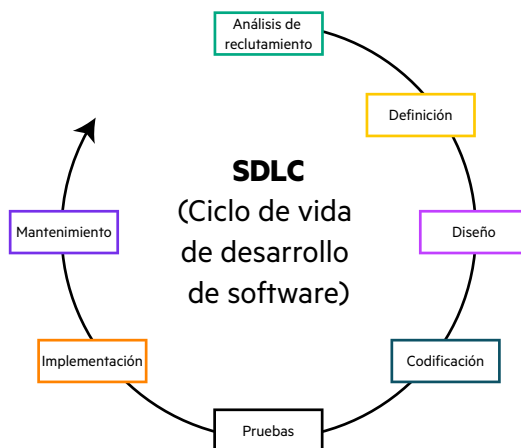 Análisis de
reclutamiento
Definición
SDLC
(Ciclo de vida
de desarrollo
de software)
Diseño
Codificación
Pruebas
Implementación
Mantenimiento